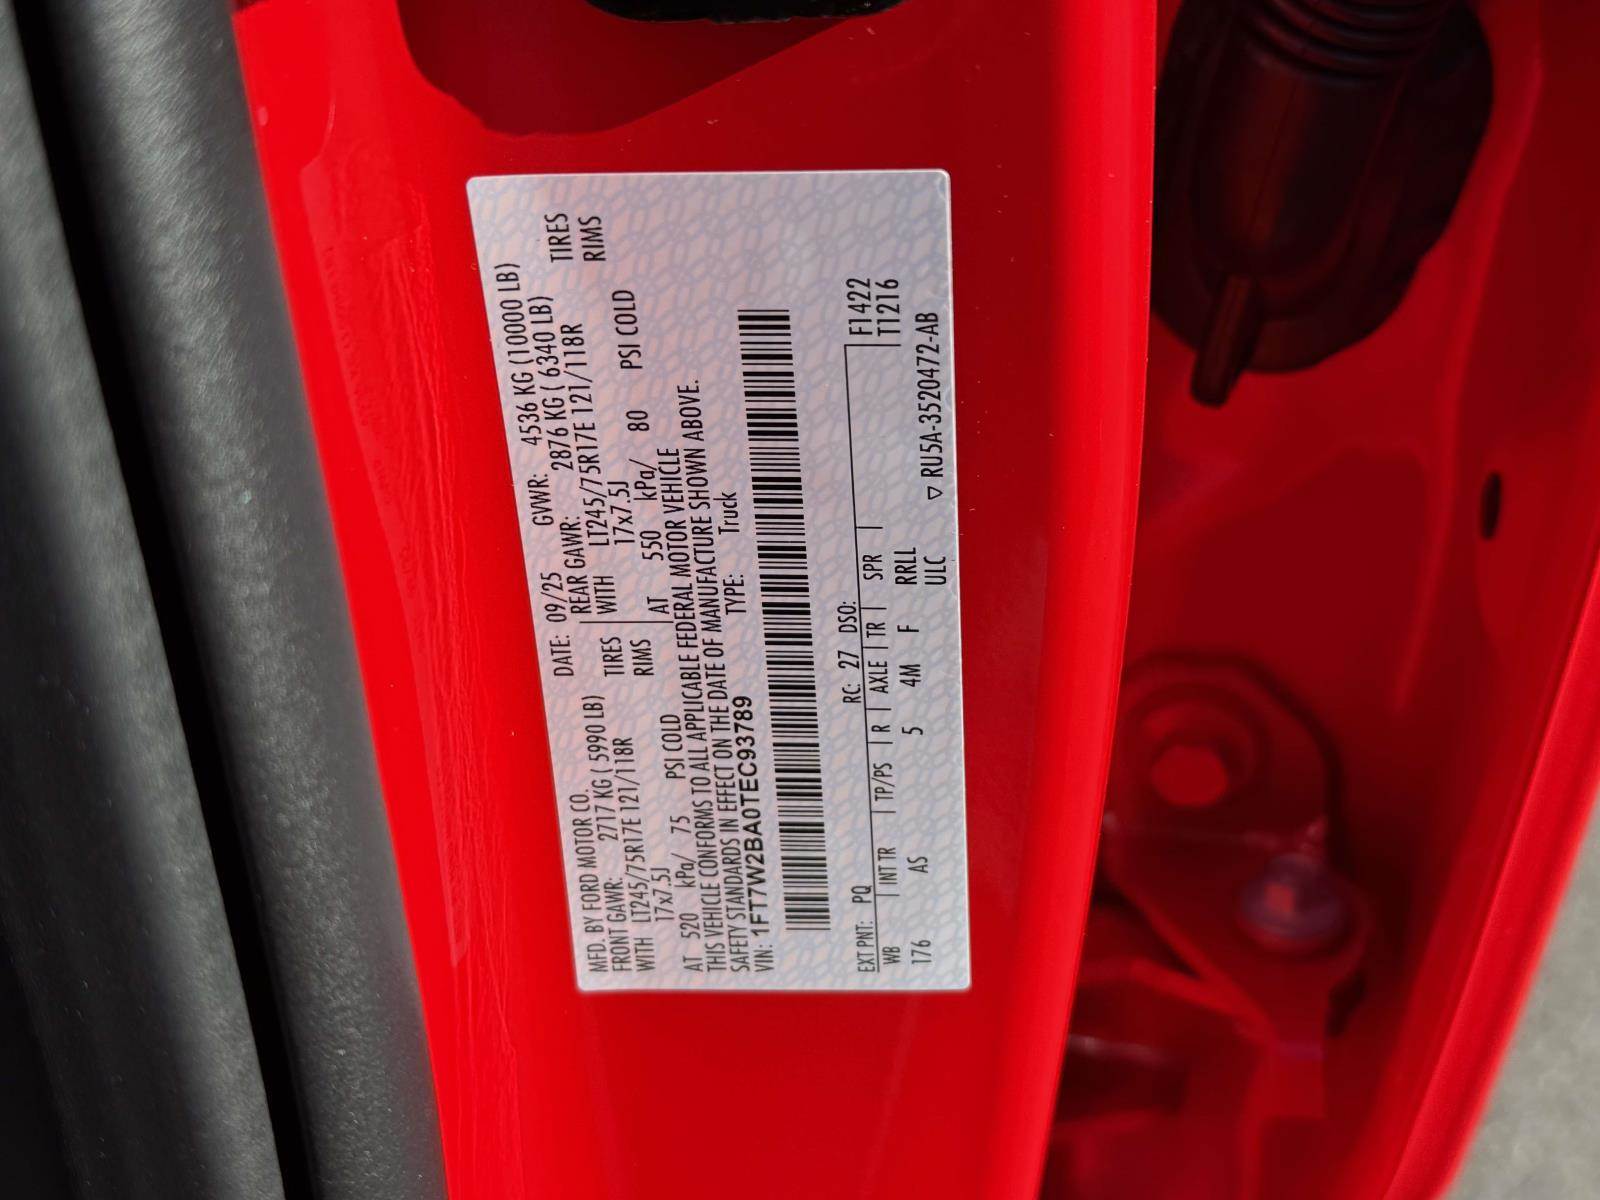 MFD. BY FORD MOTOR CO.
DATE: 09/25 GVWR: 4536 KG (10000 LB)
FRONT GAWR: 2717 KG ( 5990 LB) REAR GAWR: 2876 KG ( 6340 LB)
WITH LT245/75R17E 121/118R TIRES WITH LT245/75R17E 121/118R TIRES
17x7.5J RIMS 17x7.5J RIMS
AT 520 kPa/ 75 PSI COLD AT 550 kPa/ 80 PSI COLD
THIS VEHICLE CONFORMS TO ALL APPLICABLE FEDERAL MOTOR VEHICLE
SAFETY STANDARDS IN EFFECT ON THE DATE OF MANUFACTURE SHOWN ABOVE.
VIN: 1FT7W2BA0TEC93789 TYPE: Truck
EXT PNT: PQ RC: 27 DSO: F1422
WB INT TR TP/PS R AXLE TR SPR T1216
176 AS 5 4M F RRLL
ULC ▽ RU5A-3520472-AB